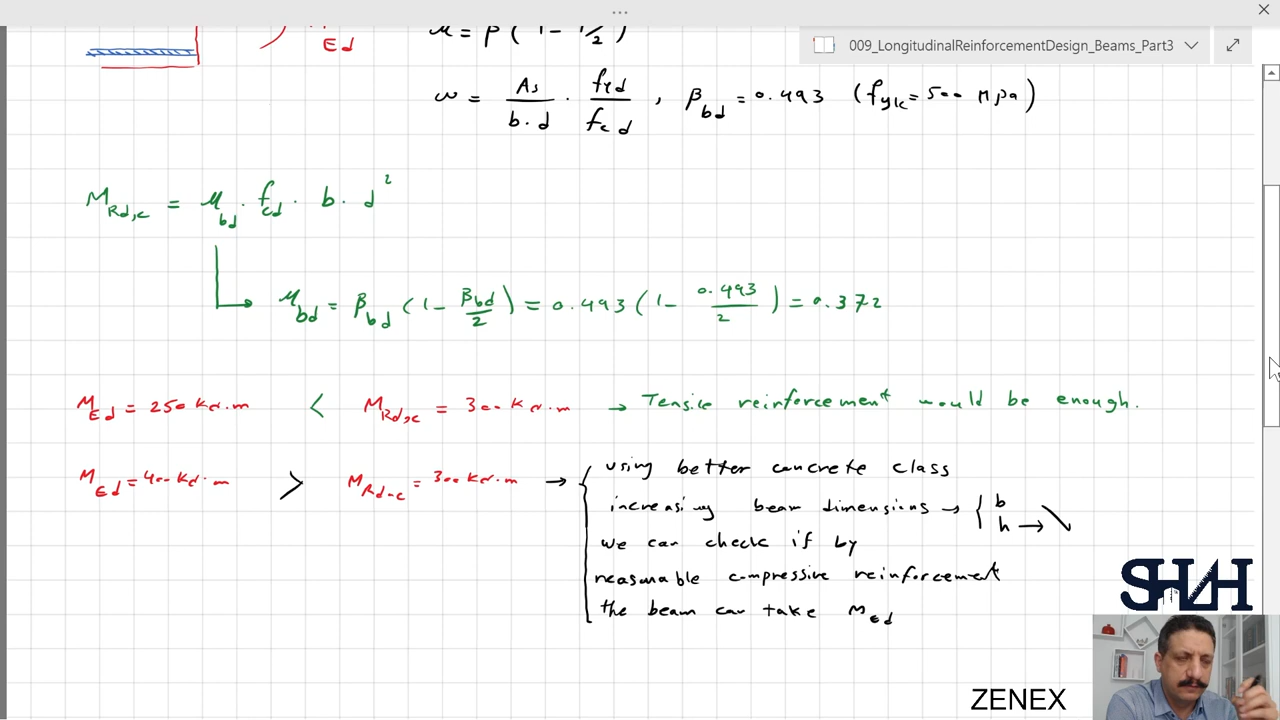 Ed
μ = β ( 1 -
ω = As / b.d · fyd / fcd , βbd = 0.493 (fyk = 500 Mpa)
009_LongitudinalReinforcementDesign_Beams_Part3
MRd,c = μbd · fcd · b · d²
μbd = βbd (1 - βbd/2) = 0.493 (1 - 0.493/2) = 0.372
MEd = 250 kN.m < MRd,c = 300 kN.m → Tensile reinforcement would be enough.
MEd = 400 kN.m > MRd-c = 300 kN.m → { using better concrete class
increasing beam dimensions → { b
h →
we can check if by
reasonable compressive reinforcement
the beam can take MEd
SHZH
ZENEX